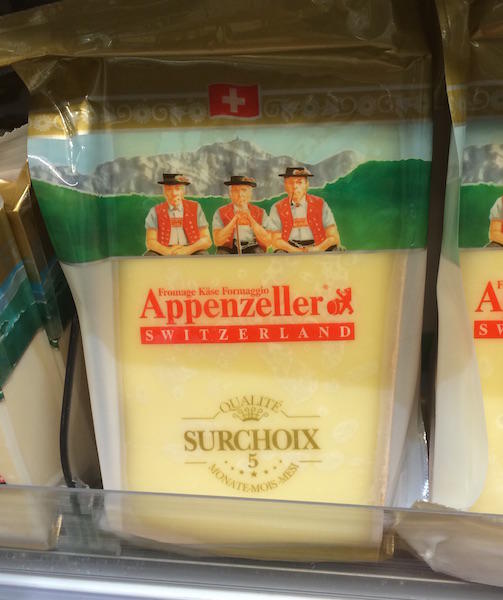 Fromage Käse Formaggio
Appenzeller®
SWITZERLAND
QUALITÉ
SURCHOIX
5
MONATE-MOIS-MESI
F
A
S